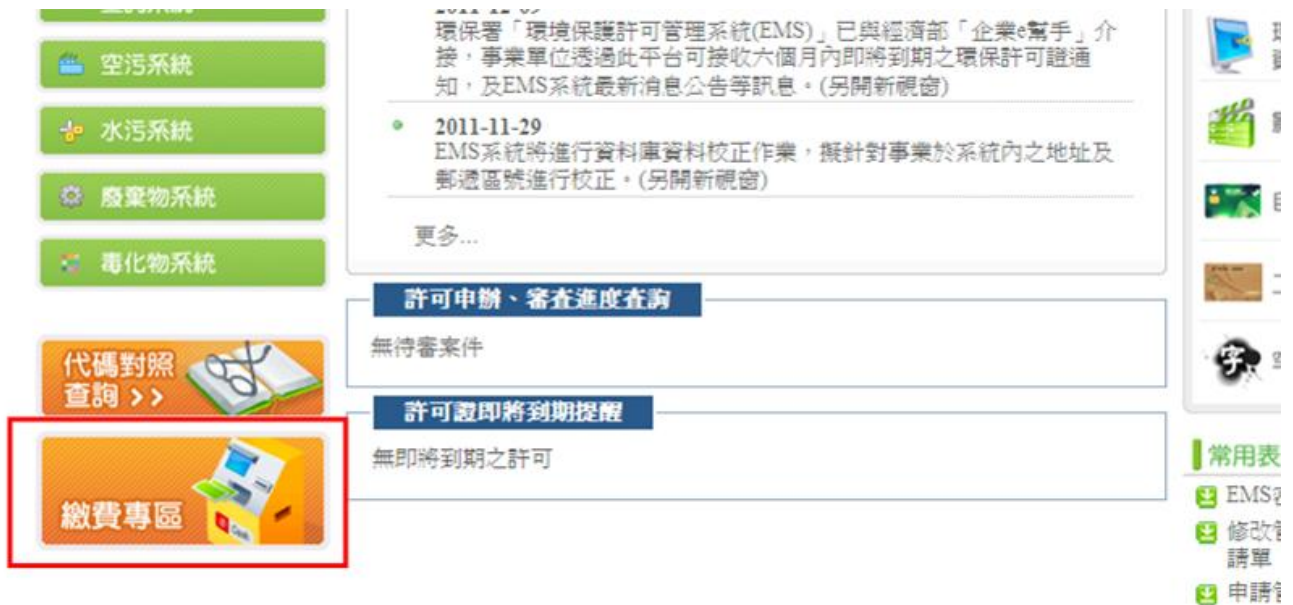 空污系統
水污系統
廢棄物系統
毒化物系統
代碼對照
查詢 >>
繳費專區
環保署「環境保護許可管理系統(EMS)」已與經濟部「企業e幫手」介
接，事業單位透過此平台可接收六個月內即將到期之環保許可證通
知，及EMS系統最新消息公告等訊息。(另開新視窗)
2011-11-29
EMS系統將進行資料庫資料校正作業，擬針對事業於系統內之地址及
郵遞區號進行校正。(另開新視窗)
更多...
許可申辦、審查進度查詢
無待審案件
許可證即將到期提醒
無即將到期之許可
字
常用表
EMS
修改
請單
申請